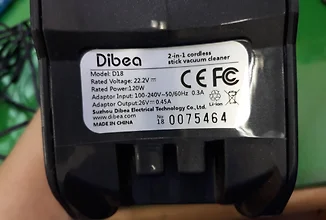 Dibea
2-in-1 cordless
stick vacuum cleaner
Model: D18
Rated Voltage: 22.2V⎓
Rated Power:120W
Adaptor Input:100-240V~50/60Hz 0.3A
Adaptor Output:26V⎓0.45A
Li-ion
Suzhou Dibea Electrical Technology Co., Ltd.
www.dibea.com
MADE IN CHINA
No
18 0075464
CE FC